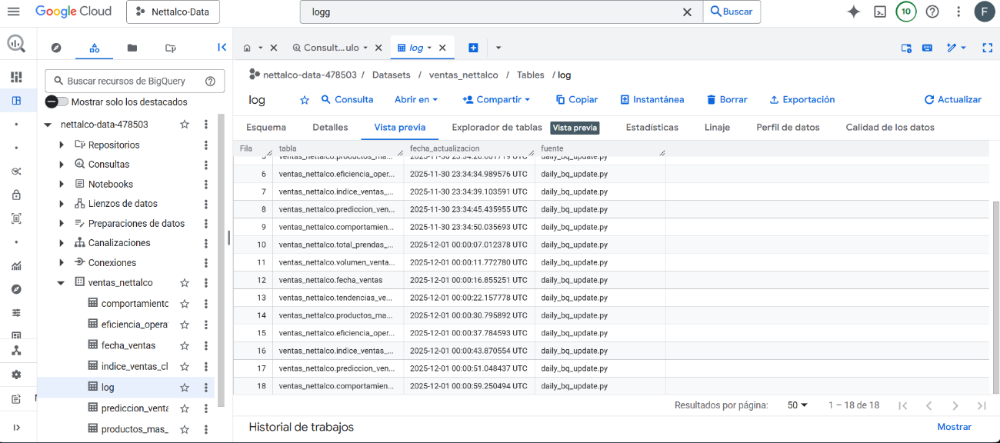 Google Cloud Nettalco-Data logg Buscar 10 F
Consult...ulo log
Buscar recursos de BigQuery
Mostrar solo los destacados
nettalco-data-478503
Repositorios
Consultas
Notebooks
Lienzos de datos
Preparaciones de datos
Canalizaciones
Conexiones
ventas_nettalco
comportamiento
eficiencia_opera
fecha_ventas
indice_ventas_cl
log
prediccion_venta
productos_mas_
nettalco-data-478503 / Datasets / ventas_nettalco / Tables / log
log Consulta Abrir en Compartir Copiar Instantánea Borrar Exportación Actualizar
Esquema Detalles Vista previa Explorador de tablas Vista previa Estadísticas Linaje Perfil de datos Calidad de los datos
Fila tabla fecha_actualizacion fuente
5 ventas_nettalco.productos_ma... 2025-11-30 23:34:26.001719 UTC daily_bq_update.py
6 ventas_nettalco.eficiencia_oper... 2025-11-30 23:34:34.989576 UTC daily_bq_update.py
7 ventas_nettalco.indice_ventas_... 2025-11-30 23:34:39.103591 UTC daily_bq_update.py
8 ventas_nettalco.prediccion_ven... 2025-11-30 23:34:45.435955 UTC daily_bq_update.py
9 ventas_nettalco.comportamien... 2025-11-30 23:34:50.035693 UTC daily_bq_update.py
10 ventas_nettalco.total_prendas_... 2025-12-01 00:00:07.012378 UTC daily_bq_update.py
11 ventas_nettalco.volumen_venta... 2025-12-01 00:00:11.772780 UTC daily_bq_update.py
12 ventas_nettalco.fecha_ventas 2025-12-01 00:00:16.855251 UTC daily_bq_update.py
13 ventas_nettalco.tendencias_ve... 2025-12-01 00:00:22.157778 UTC daily_bq_update.py
14 ventas_nettalco.productos_ma... 2025-12-01 00:00:30.795892 UTC daily_bq_update.py
15 ventas_nettalco.eficiencia_oper... 2025-12-01 00:00:37.784593 UTC daily_bq_update.py
16 ventas_nettalco.indice_ventas_... 2025-12-01 00:00:43.870554 UTC daily_bq_update.py
17 ventas_nettalco.prediccion_ven... 2025-12-01 00:00:51.048437 UTC daily_bq_update.py
18 ventas_nettalco.comportamien... 2025-12-01 00:00:59.250494 UTC daily_bq_update.py
Resultados por página: 50 1 – 18 de 18
Historial de trabajos Mostrar